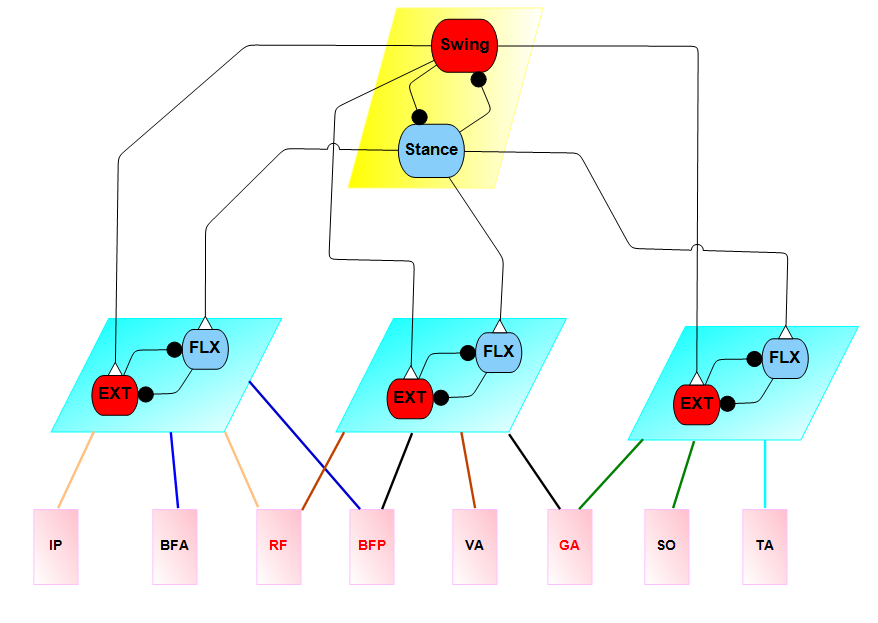 Swing
Stance
FLX
EXT
FLX
EXT
FLX
EXT
IP
BFA
RF
BFP
VA
GA
SO
TA